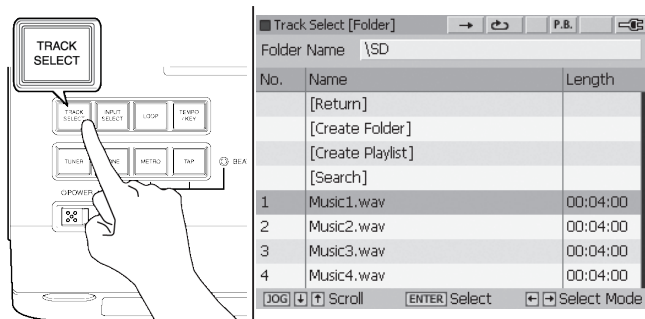 TRACK
SELECT
TRACK
SELECT
INPUT
SELECT
LOOP
TEMPO
/KEY
TUNER
METRO
TAP
BEA
POWER
Track Select [Folder]
P.B.
Folder Name \SD
No. Name Length
[Return]
[Create Folder]
[Create Playlist]
[Search]
1 Music1.wav 00:04:00
2 Music2.wav 00:04:00
3 Music3.wav 00:04:00
4 Music4.wav 00:04:00
JOG ↓ ↑ Scroll ENTER Select ← → Select Mode